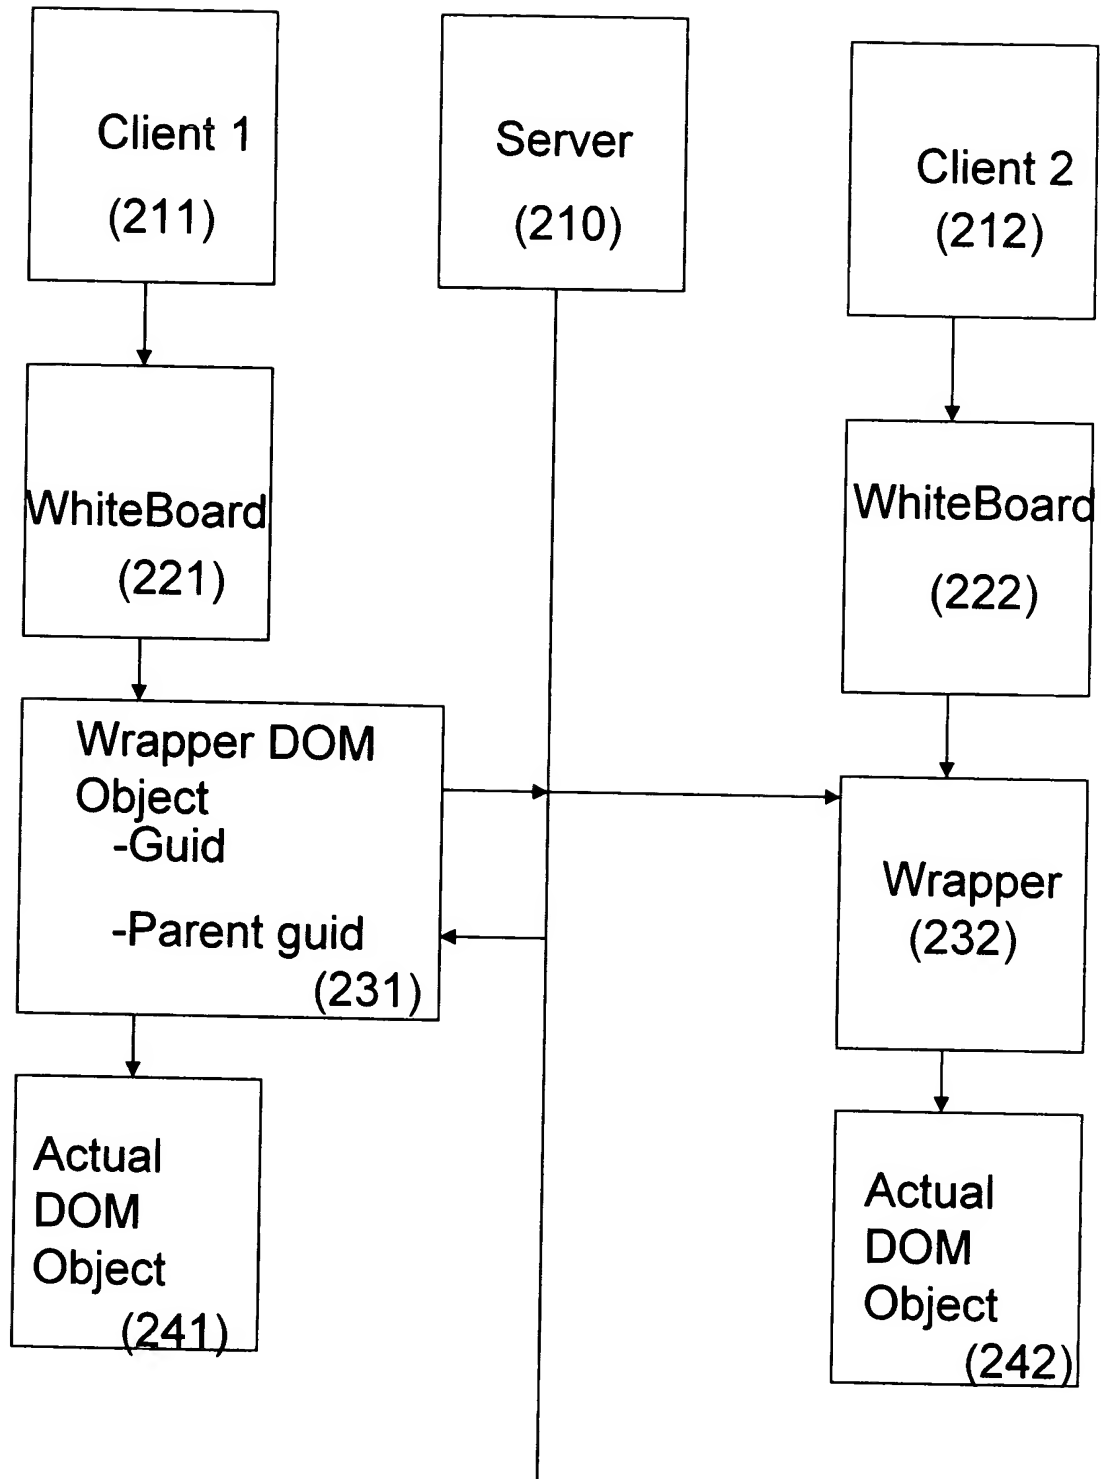 Client 1
(211)
Server
(210)
Client 2
(212)
WhiteBoard
(221)
WhiteBoard
(222)
Wrapper DOM
Object
-Guid
-Parent guid
(231)
Wrapper
(232)
Actual
DOM
Object
(241)
Actual
DOM
Object
(242)